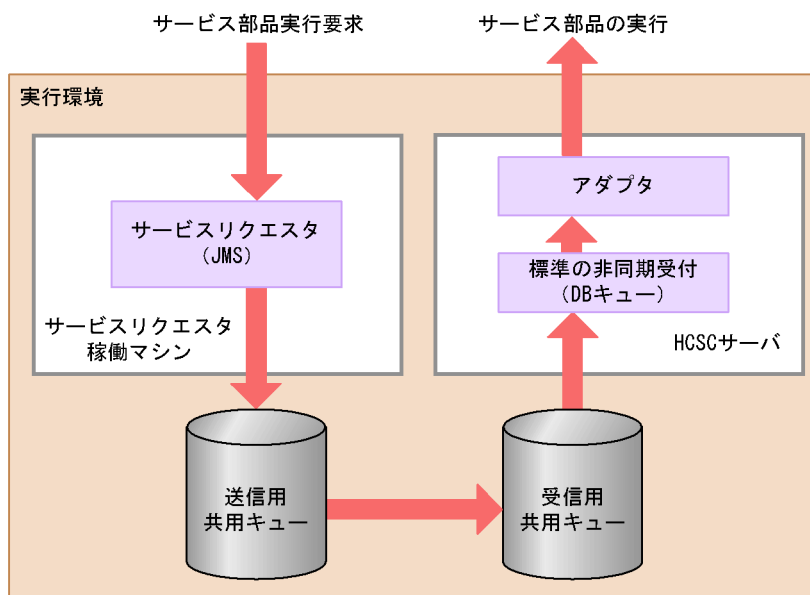 サービス部品実行要求
サービス部品の実行
実行環境
サービスリクエスタ
(JMS)
サービスリクエスタ
稼働マシン
アダプタ
標準の非同期受付
(DBキュー)
HCSCサーバ
送信用
共用キュー
受信用
共用キュー